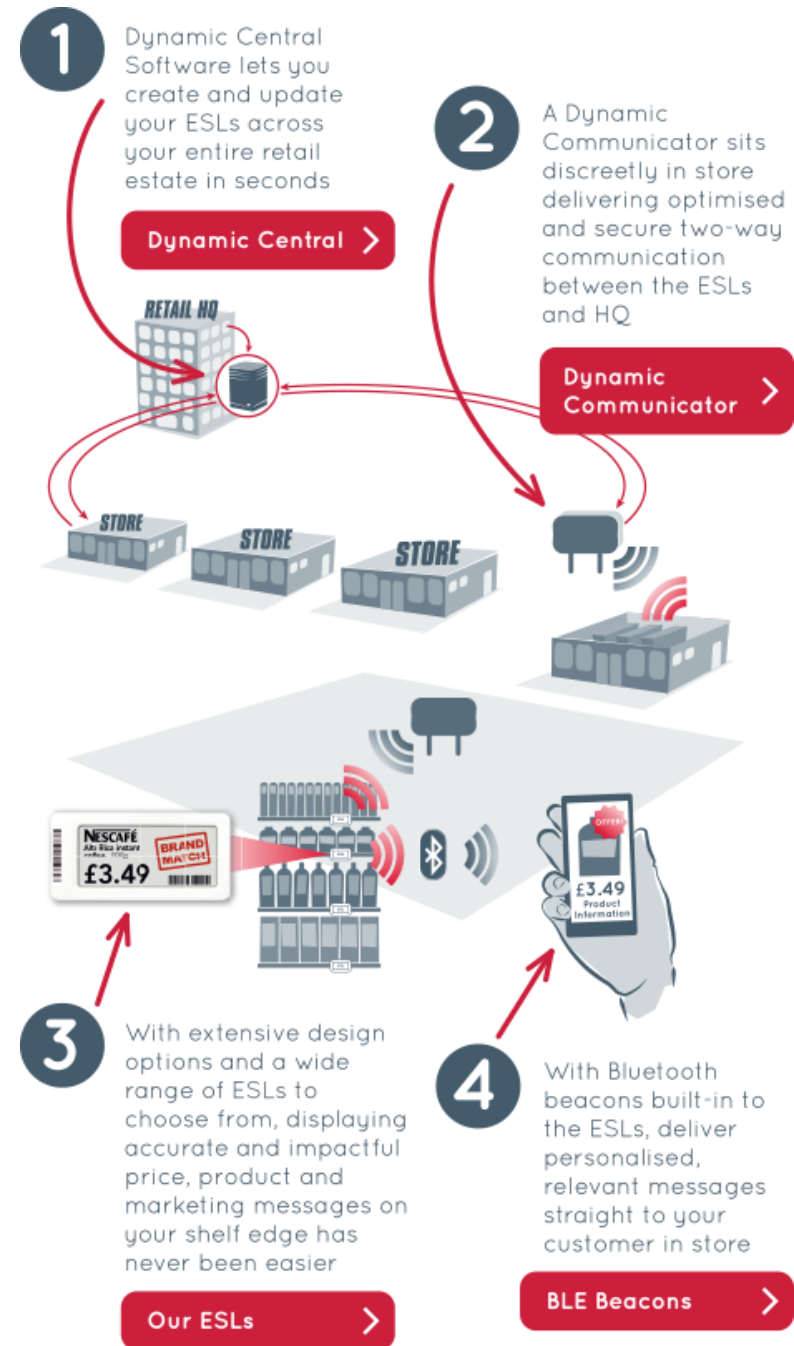 1
Dynamic Central
Software lets you
create and update
your ESLs across
your entire retail
estate in seconds
Dynamic Central
2
A Dynamic
Communicator sits
discreetly in store
delivering optimised
and secure two-way
communication
between the ESLs
and HQ
Dynamic
Communicator
RETAIL HQ
STORE
STORE
STORE
NESCAFÉ
Alta Rica instant
BRAND
MATCH
£3.49
OFFER!
£3.49
Product
Information
3
With extensive design
options and a wide
range of ESLs to
choose from, displaying
accurate and impactful
price, product and
marketing messages on
your shelf edge has
never been easier
Our ESLs
4
With Bluetooth
beacons built-in to
the ESLs, deliver
personalised,
relevant messages
straight to your
customer in store
BLE Beacons